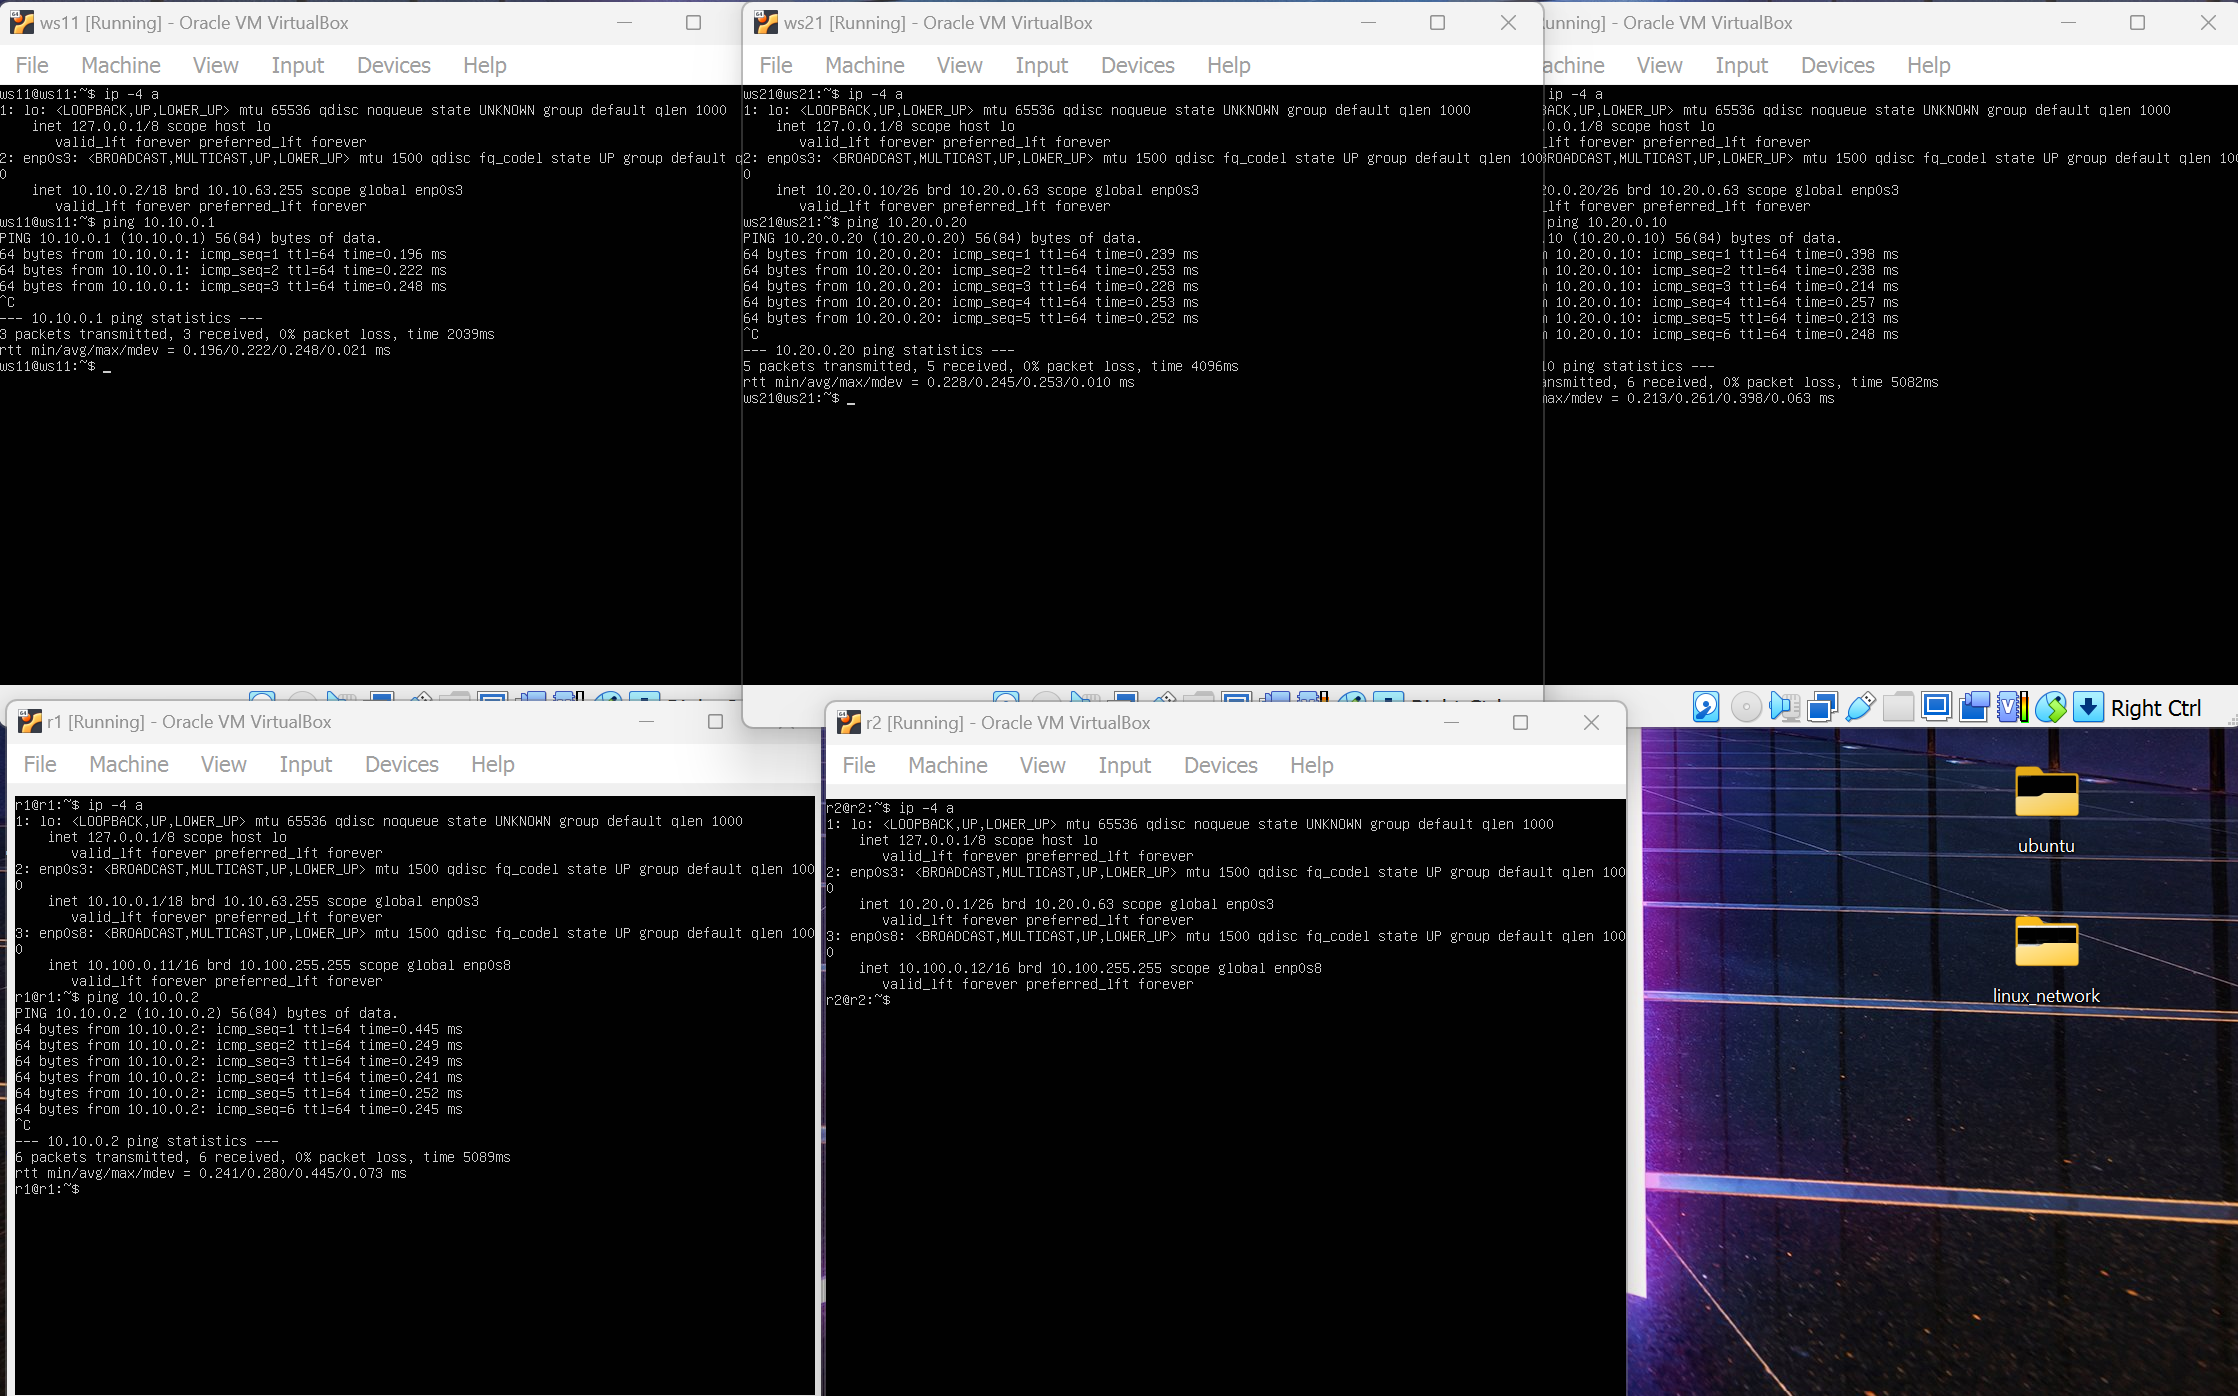 ws11 [Running] - Oracle VM VirtualBox
File Machine View Input Devices Help
ws11@ws11:~$ ip -4 a
1: lo: <LOOPBACK,UP,LOWER_UP> mtu 65536 qdisc noqueue state UNKNOWN group default qlen 1000
inet 127.0.0.1/8 scope host lo
valid_lft forever preferred_lft forever
2: enp0s3: <BROADCAST,MULTICAST,UP,LOWER_UP> mtu 1500 qdisc fq_codel state UP group default q
0
inet 10.10.0.2/18 brd 10.10.63.255 scope global enp0s3
valid_lft forever preferred_lft forever
ws11@ws11:~$ ping 10.10.0.1
PING 10.10.0.1 (10.10.0.1) 56(84) bytes of data.
64 bytes from 10.10.0.1: icmp_seq=1 ttl=64 time=0.196 ms
64 bytes from 10.10.0.1: icmp_seq=2 ttl=64 time=0.222 ms
64 bytes from 10.10.0.1: icmp_seq=3 ttl=64 time=0.248 ms
^C
--- 10.10.0.1 ping statistics ---
3 packets transmitted, 3 received, 0% packet loss, time 2039ms
rtt min/avg/max/mdev = 0.196/0.222/0.248/0.021 ms
ws11@ws11:~$ _
ws21 [Running] - Oracle VM VirtualBox
File Machine View Input Devices Help
ws21@ws21:~$ ip -4 a
1: lo: <LOOPBACK,UP,LOWER_UP> mtu 65536 qdisc noqueue state UNKNOWN group default qlen 1000
inet 127.0.0.1/8 scope host lo
valid_lft forever preferred_lft forever
2: enp0s3: <BROADCAST,MULTICAST,UP,LOWER_UP> mtu 1500 qdisc fq_codel state UP group default qlen 100
0
inet 10.20.0.10/26 brd 10.20.0.63 scope global enp0s3
valid_lft forever preferred_lft forever
ws21@ws21:~$ ping 10.20.0.20
PING 10.20.0.20 (10.20.0.20) 56(84) bytes of data.
64 bytes from 10.20.0.20: icmp_seq=1 ttl=64 time=0.239 ms
64 bytes from 10.20.0.20: icmp_seq=2 ttl=64 time=0.253 ms
64 bytes from 10.20.0.20: icmp_seq=3 ttl=64 time=0.228 ms
64 bytes from 10.20.0.20: icmp_seq=4 ttl=64 time=0.253 ms
64 bytes from 10.20.0.20: icmp_seq=5 ttl=64 time=0.252 ms
^C
--- 10.20.0.20 ping statistics ---
5 packets transmitted, 5 received, 0% packet loss, time 4096ms
rtt min/avg/max/mdev = 0.228/0.245/0.253/0.010 ms
ws21@ws21:~$ _
unning] - Oracle VM VirtualBox
achine View Input Devices Help
ip -4 a
BACK,UP,LOWER_UP> mtu 65536 qdisc noqueue state UNKNOWN group default qlen 1000
.0.0.1/8 scope host lo
_lft forever preferred_lft forever
BROADCAST,MULTICAST,UP,LOWER_UP> mtu 1500 qdisc fq_codel state UP group default qlen 100
20.0.20/26 brd 10.20.0.63 scope global enp0s3
_lft forever preferred_lft forever
ping 10.20.0.10
.10 (10.20.0.10) 56(84) bytes of data.
m 10.20.0.10: icmp_seq=1 ttl=64 time=0.398 ms
m 10.20.0.10: icmp_seq=2 ttl=64 time=0.238 ms
m 10.20.0.10: icmp_seq=3 ttl=64 time=0.214 ms
m 10.20.0.10: icmp_seq=4 ttl=64 time=0.257 ms
m 10.20.0.10: icmp_seq=5 ttl=64 time=0.213 ms
m 10.20.0.10: icmp_seq=6 ttl=64 time=0.248 ms
10 ping statistics ---
ansmitted, 6 received, 0% packet loss, time 5082ms
max/mdev = 0.213/0.261/0.398/0.063 ms
Right Ctrl
r1 [Running] - Oracle VM VirtualBox
File Machine View Input Devices Help
r1@r1:~$ ip -4 a
1: lo: <LOOPBACK,UP,LOWER_UP> mtu 65536 qdisc noqueue state UNKNOWN group default qlen 1000
inet 127.0.0.1/8 scope host lo
valid_lft forever preferred_lft forever
2: enp0s3: <BROADCAST,MULTICAST,UP,LOWER_UP> mtu 1500 qdisc fq_codel state UP group default qlen 100
0
inet 10.10.0.1/18 brd 10.10.63.255 scope global enp0s3
valid_lft forever preferred_lft forever
3: enp0s8: <BROADCAST,MULTICAST,UP,LOWER_UP> mtu 1500 qdisc fq_codel state UP group default qlen 100
0
inet 10.100.0.11/16 brd 10.100.255.255 scope global enp0s8
valid_lft forever preferred_lft forever
r1@r1:~$ ping 10.10.0.2
PING 10.10.0.2 (10.10.0.2) 56(84) bytes of data.
64 bytes from 10.10.0.2: icmp_seq=1 ttl=64 time=0.445 ms
64 bytes from 10.10.0.2: icmp_seq=2 ttl=64 time=0.249 ms
64 bytes from 10.10.0.2: icmp_seq=3 ttl=64 time=0.249 ms
64 bytes from 10.10.0.2: icmp_seq=4 ttl=64 time=0.241 ms
64 bytes from 10.10.0.2: icmp_seq=5 ttl=64 time=0.252 ms
64 bytes from 10.10.0.2: icmp_seq=6 ttl=64 time=0.245 ms
^C
--- 10.10.0.2 ping statistics ---
6 packets transmitted, 6 received, 0% packet loss, time 5089ms
rtt min/avg/max/mdev = 0.241/0.280/0.445/0.073 ms
r1@r1:~$
r2 [Running] - Oracle VM VirtualBox
File Machine View Input Devices Help
r2@r2:~$ ip -4 a
1: lo: <LOOPBACK,UP,LOWER_UP> mtu 65536 qdisc noqueue state UNKNOWN group default qlen 1000
inet 127.0.0.1/8 scope host lo
valid_lft forever preferred_lft forever
2: enp0s3: <BROADCAST,MULTICAST,UP,LOWER_UP> mtu 1500 qdisc fq_codel state UP group default qlen 100
0
inet 10.20.0.1/26 brd 10.20.0.63 scope global enp0s3
valid_lft forever preferred_lft forever
3: enp0s8: <BROADCAST,MULTICAST,UP,LOWER_UP> mtu 1500 qdisc fq_codel state UP group default qlen 100
0
inet 10.100.0.12/16 brd 10.100.255.255 scope global enp0s8
valid_lft forever preferred_lft forever
r2@r2:~$
ubuntu
linux_network